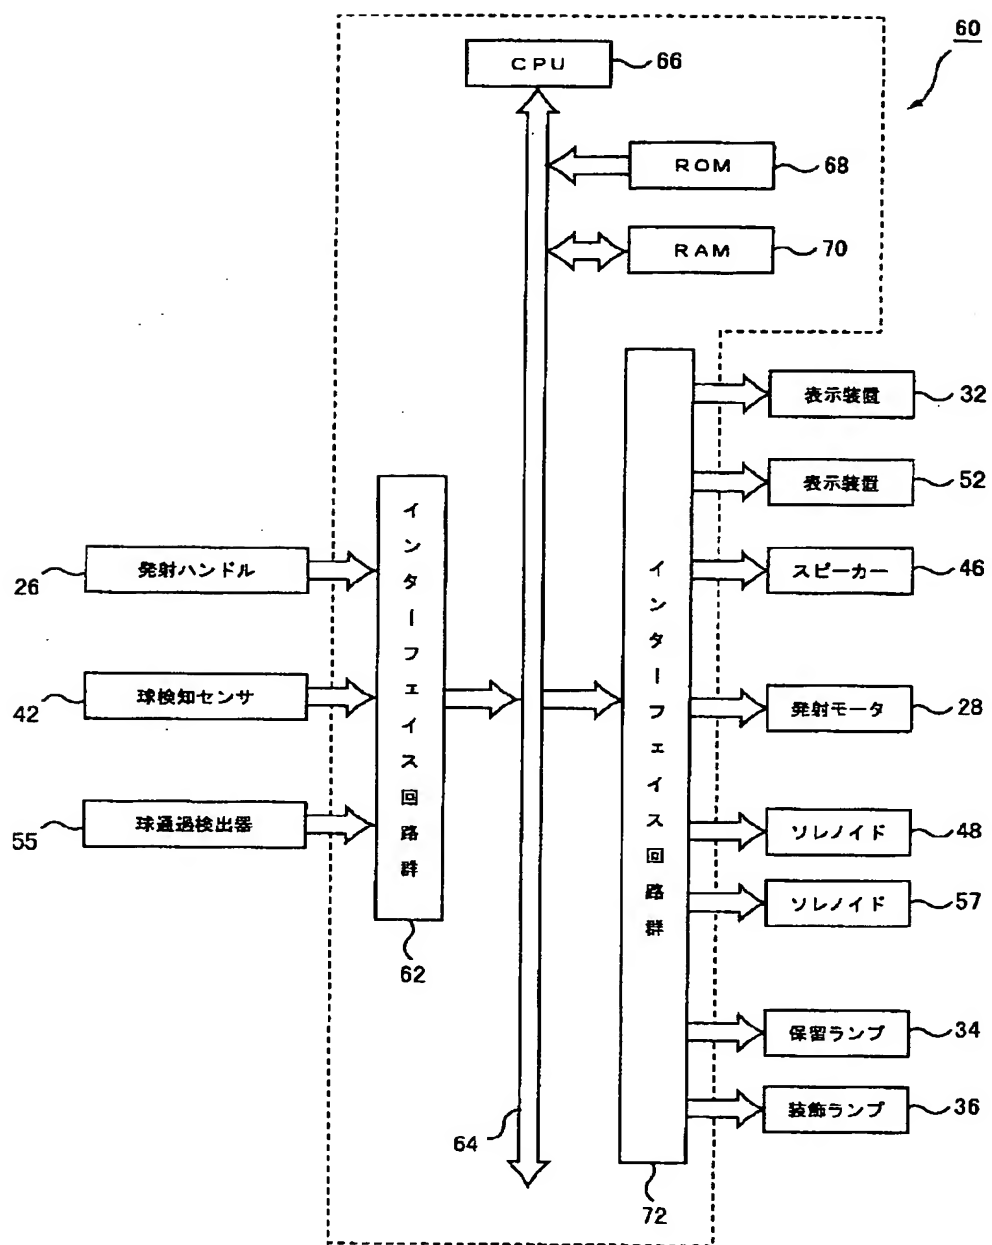 60
CPU
66
ROM
68
RAM
70
表示装置
32
表示装置
52
インターフェイス回路群
発射ハンドル
26
インターフェイス回路群
スピーカー
46
球検知センサ
42
発射モータ
28
球通過検出器
55
ソレノイド
48
ソレノイド
57
62
保留ランプ
34
装飾ランプ
36
64
72